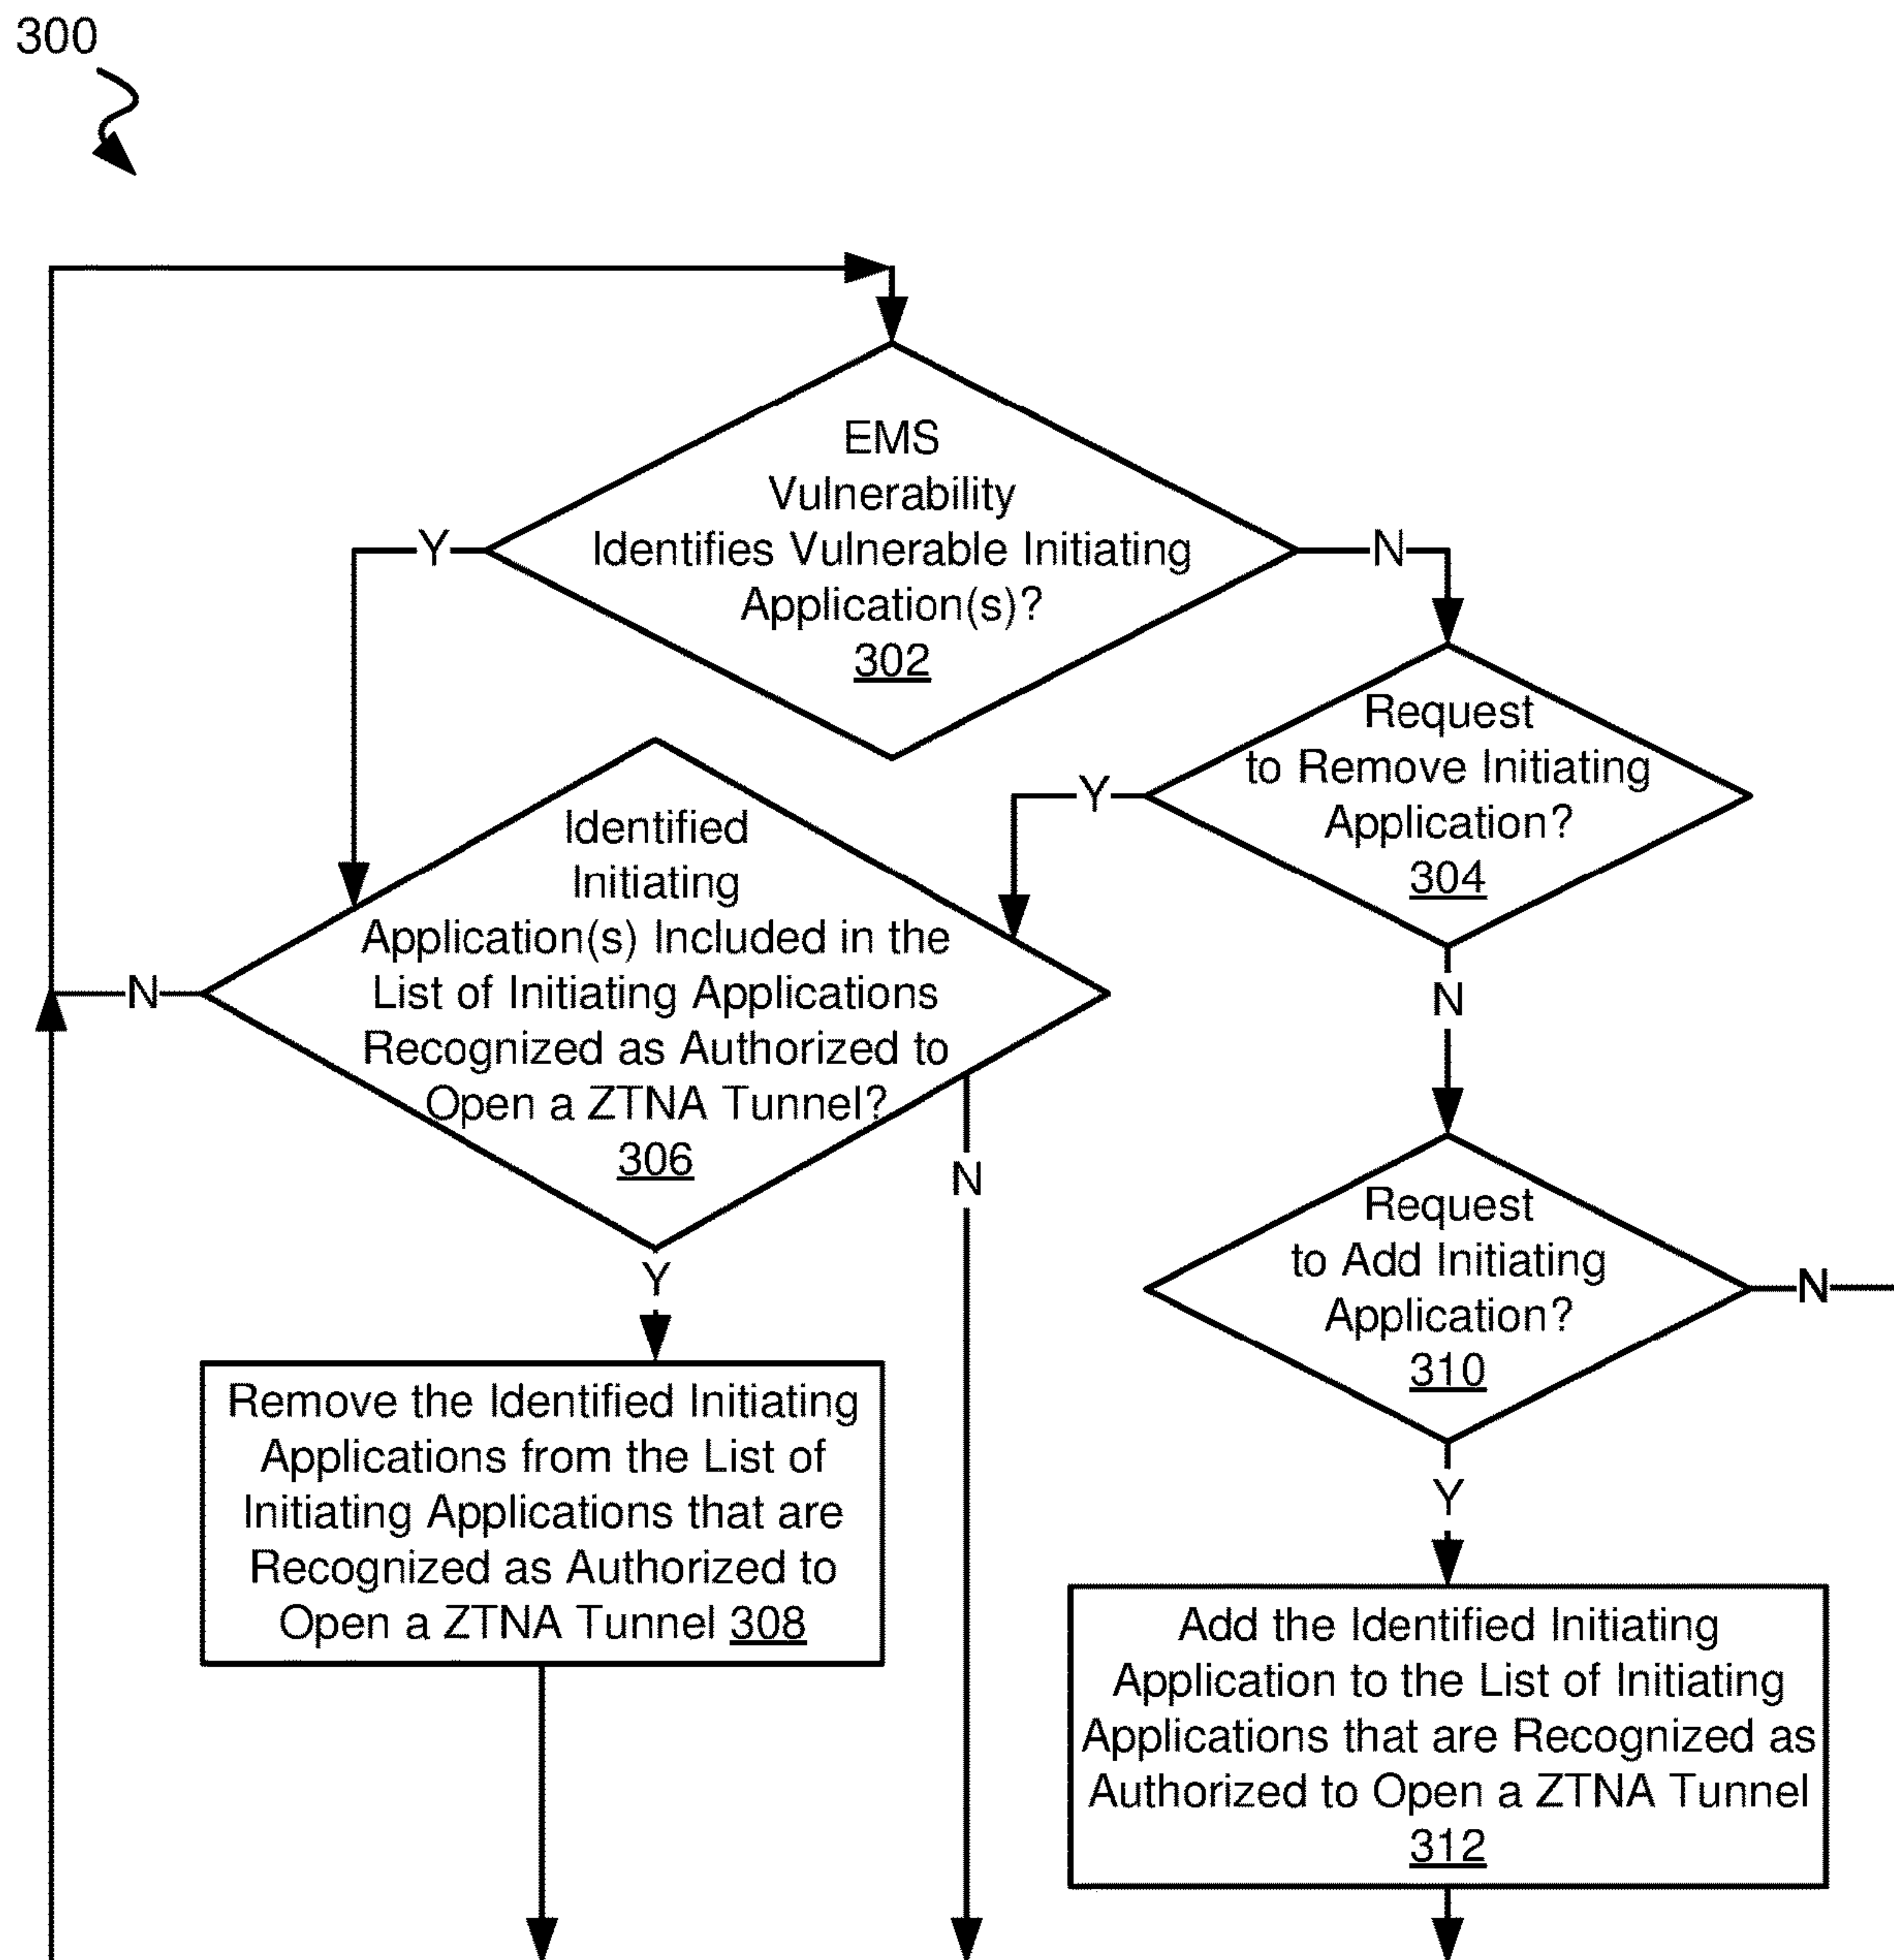 300
EMS
Vulnerability
Identifies Vulnerable Initiating
Application(s)?
302
Y
N
Request
to Remove Initiating
Application?
304
Y
N
Identified
Initiating
Application(s) Included in the
List of Initiating Applications
Recognized as Authorized to
Open a ZTNA Tunnel?
306
N
N
Y
Request
to Add Initiating
Application?
310
N
Y
Remove the Identified Initiating
Applications from the List of
Initiating Applications that are
Recognized as Authorized to
Open a ZTNA Tunnel 308
Add the Identified Initiating
Application to the List of Initiating
Applications that are Recognized as
Authorized to Open a ZTNA Tunnel
312